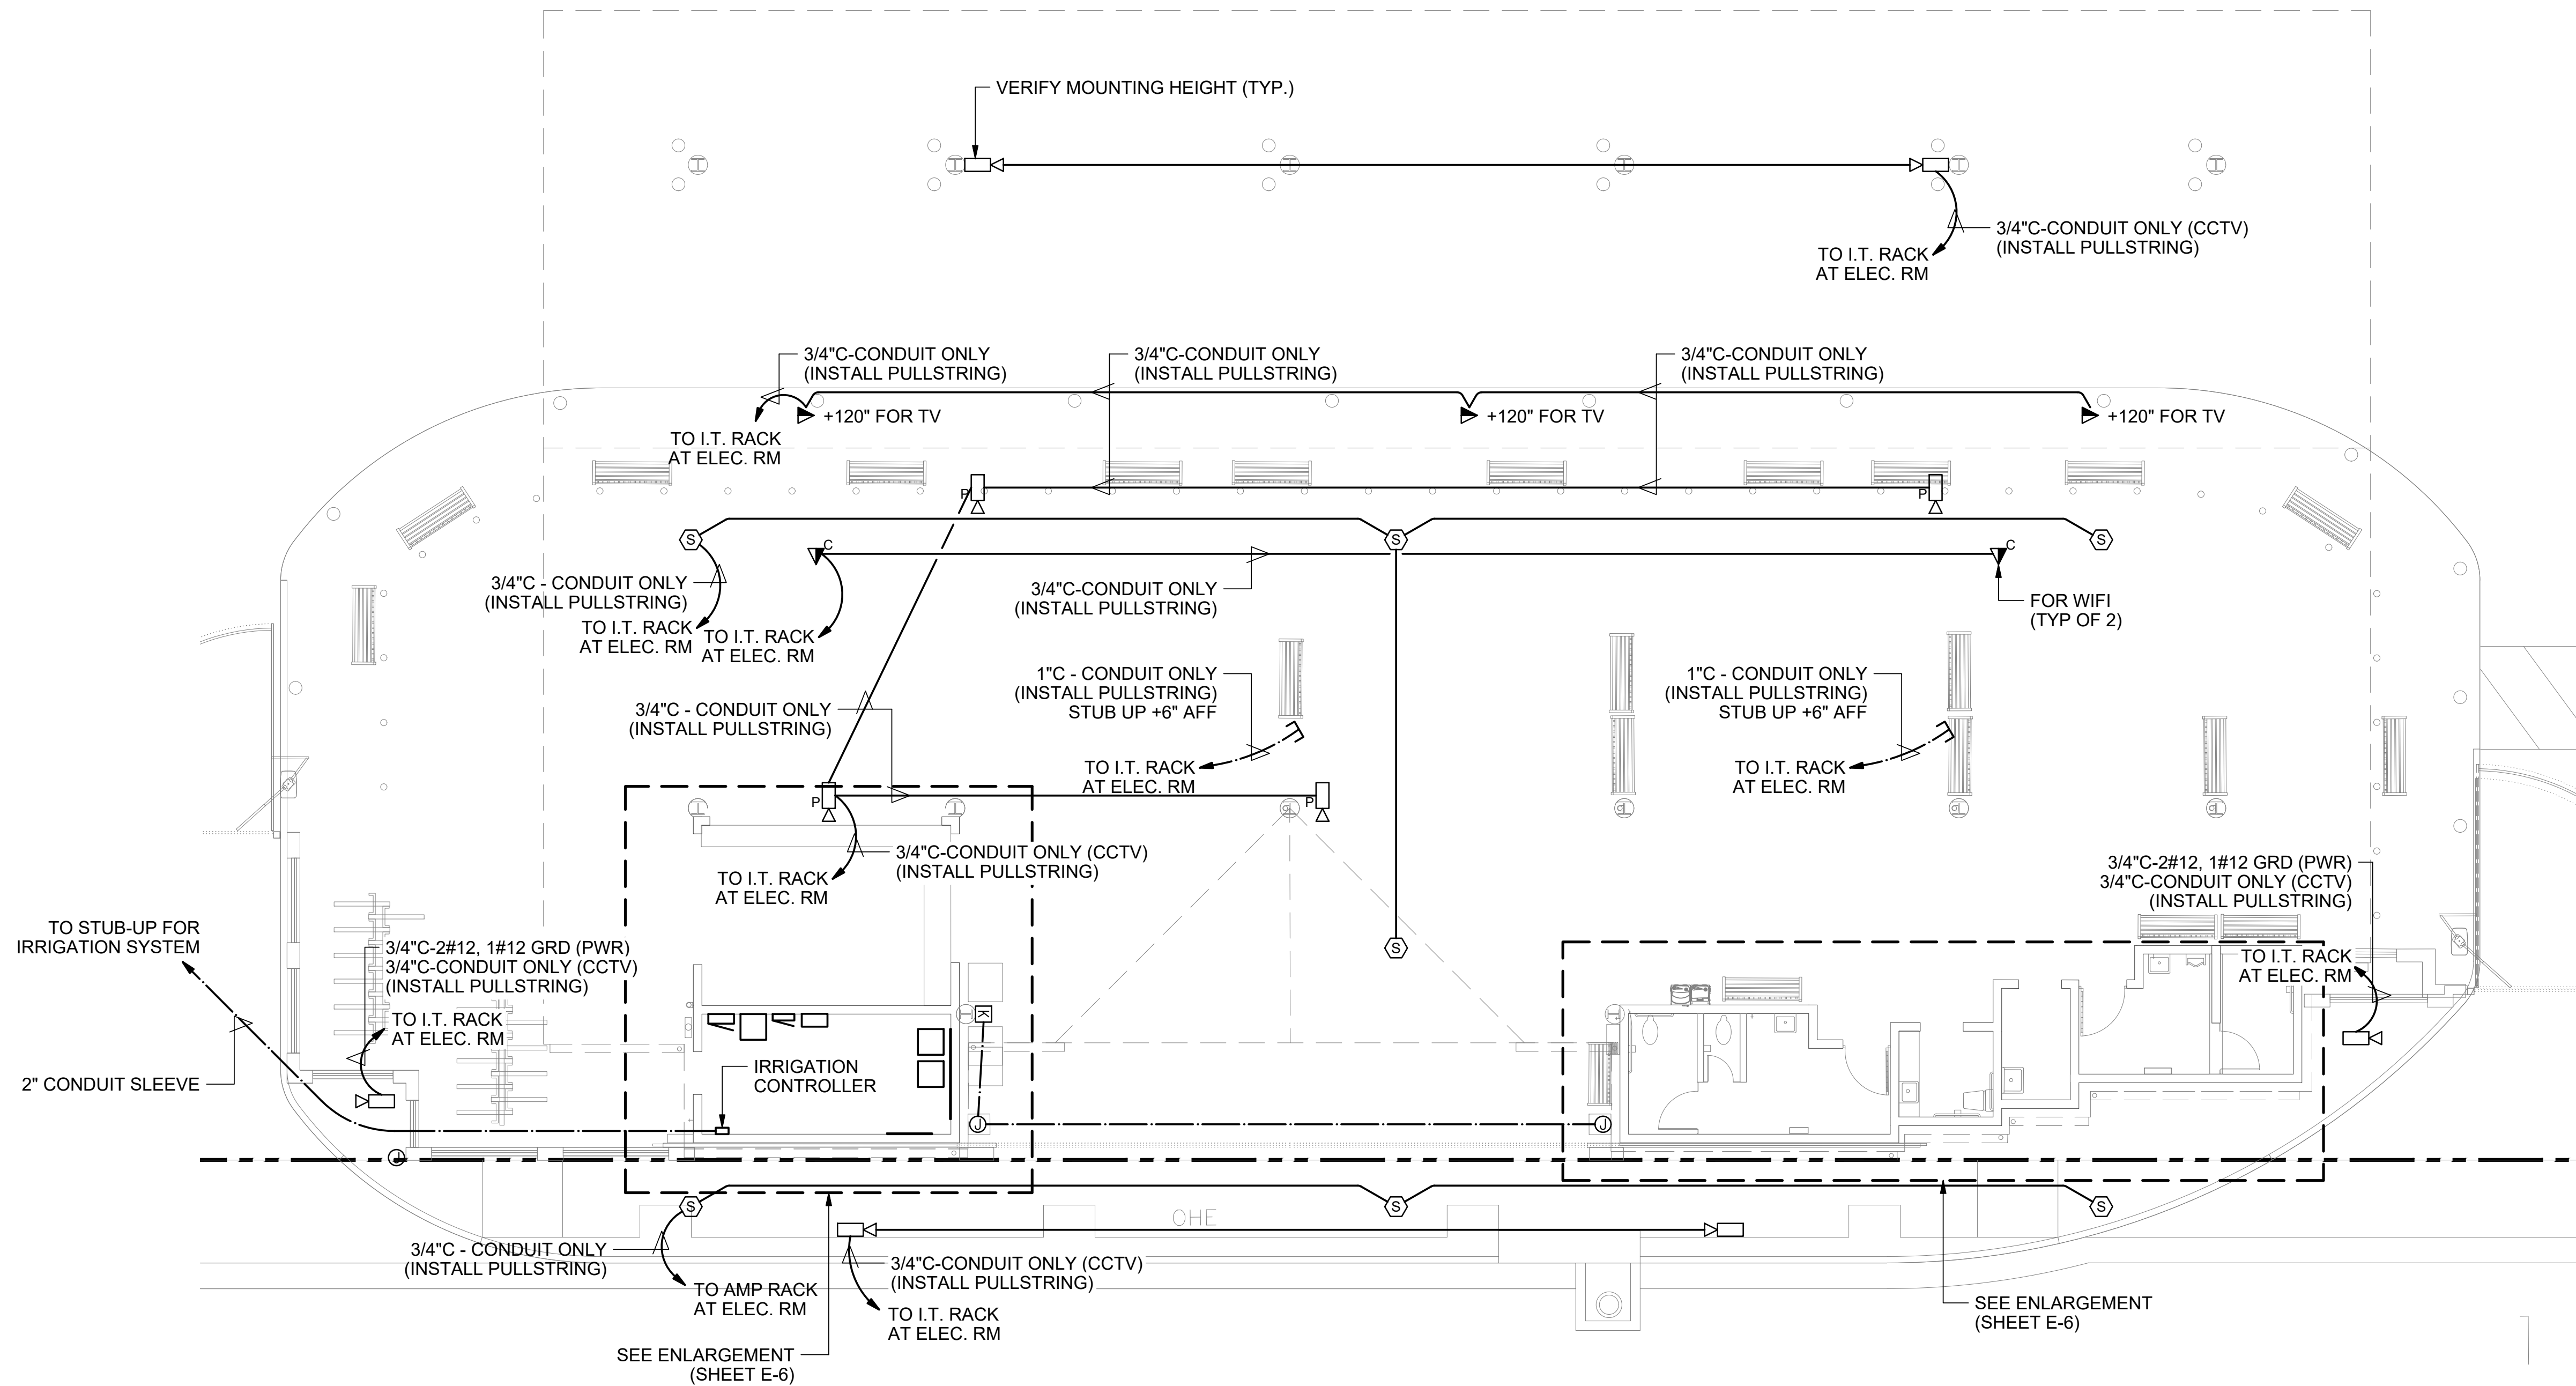 VERIFY MOUNTING HEIGHT (TYP.)
3/4"C-CONDUIT ONLY (CCTV)
(INSTALL PULLSTRING)
TO I.T. RACK
AT ELEC. RM
3/4"C-CONDUIT ONLY
(INSTALL PULLSTRING)
3/4"C-CONDUIT ONLY
(INSTALL PULLSTRING)
3/4"C-CONDUIT ONLY
(INSTALL PULLSTRING)
+120" FOR TV
+120" FOR TV
+120" FOR TV
TO I.T. RACK
AT ELEC. RM
P
P
S
S
S
C
C
3/4"C - CONDUIT ONLY
(INSTALL PULLSTRING)
3/4"C-CONDUIT ONLY
(INSTALL PULLSTRING)
FOR WIFI
(TYP OF 2)
TO I.T. RACK
AT ELEC. RM
TO I.T. RACK
AT ELEC. RM
1"C - CONDUIT ONLY
(INSTALL PULLSTRING)
STUB UP +6" AFF
1"C - CONDUIT ONLY
(INSTALL PULLSTRING)
STUB UP +6" AFF
3/4"C - CONDUIT ONLY
(INSTALL PULLSTRING)
TO I.T. RACK
AT ELEC. RM
TO I.T. RACK
AT ELEC. RM
P
P
3/4"C-CONDUIT ONLY (CCTV)
(INSTALL PULLSTRING)
TO I.T. RACK
AT ELEC. RM
3/4"C-2#12, 1#12 GRD (PWR)
3/4"C-CONDUIT ONLY (CCTV)
(INSTALL PULLSTRING)
TO STUB-UP FOR
IRRIGATION SYSTEM
3/4"C-2#12, 1#12 GRD (PWR)
3/4"C-CONDUIT ONLY (CCTV)
(INSTALL PULLSTRING)
S
TO I.T. RACK
AT ELEC. RM
TO I.T. RACK
AT ELEC. RM
K
IRRIGATION
CONTROLLER
2" CONDUIT SLEEVE
J
J
J
S
S
S
OHE
3/4"C - CONDUIT ONLY
(INSTALL PULLSTRING)
3/4"C-CONDUIT ONLY (CCTV)
(INSTALL PULLSTRING)
TO AMP RACK
AT ELEC. RM
TO I.T. RACK
AT ELEC. RM
SEE ENLARGEMENT
(SHEET E-6)
SEE ENLARGEMENT
(SHEET E-6)